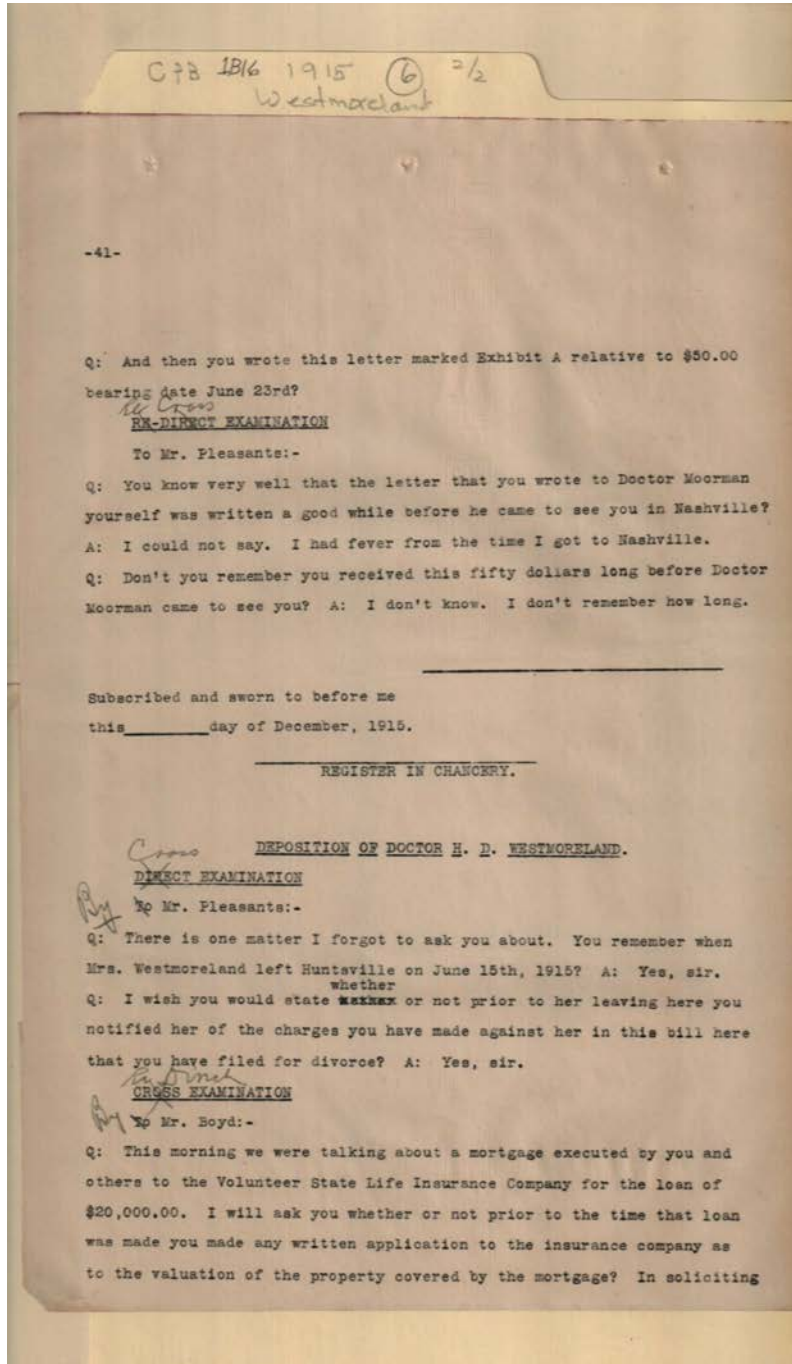 C7B 1B16 1915 6 2/2
Westmoreland
-41-
Q: And then you wrote this letter marked Exhibit A relative to $50.00
bearing date June 23rd?
Re Cross
RE-DIRECT EXAMINATION
To Mr. Pleasants:-
Q: You know very well that the letter that you wrote to Doctor Moorman
yourself was written a good while before he came to see you in Nashville?
A: I could not say. I had fever from the time I got to Nashville.
Q: Don't you remember you received this fifty dollars long before Doctor
Moorman came to see you? A: I don't know. I don't remember how long.
Subscribed and sworn to before me
this________day of December, 1915.
REGISTER IN CHANCERY.
Cross
DEPOSITION OF DOCTOR H. D. WESTMORELAND.
DIRECT EXAMINATION
By To Mr. Pleasants:-
Q: There is one matter I forgot to ask you about. You remember when
Mrs. Westmoreland left Huntsville on June 15th, 1915? A: Yes, sir.
whether
Q: I wish you would state or not prior to her leaving here you
notified her of the charges you have made against her in this bill here
that you have filed for divorce? A: Yes, sir.
Re Direct
CROSS EXAMINATION
By To Mr. Boyd:-
Q: This morning we were talking about a mortgage executed by you and
others to the Volunteer State Life Insurance Company for the loan of
$20,000.00. I will ask you whether or not prior to the time that loan
was made you made any written application to the insurance company as
to the valuation of the property covered by the mortgage? In soliciting